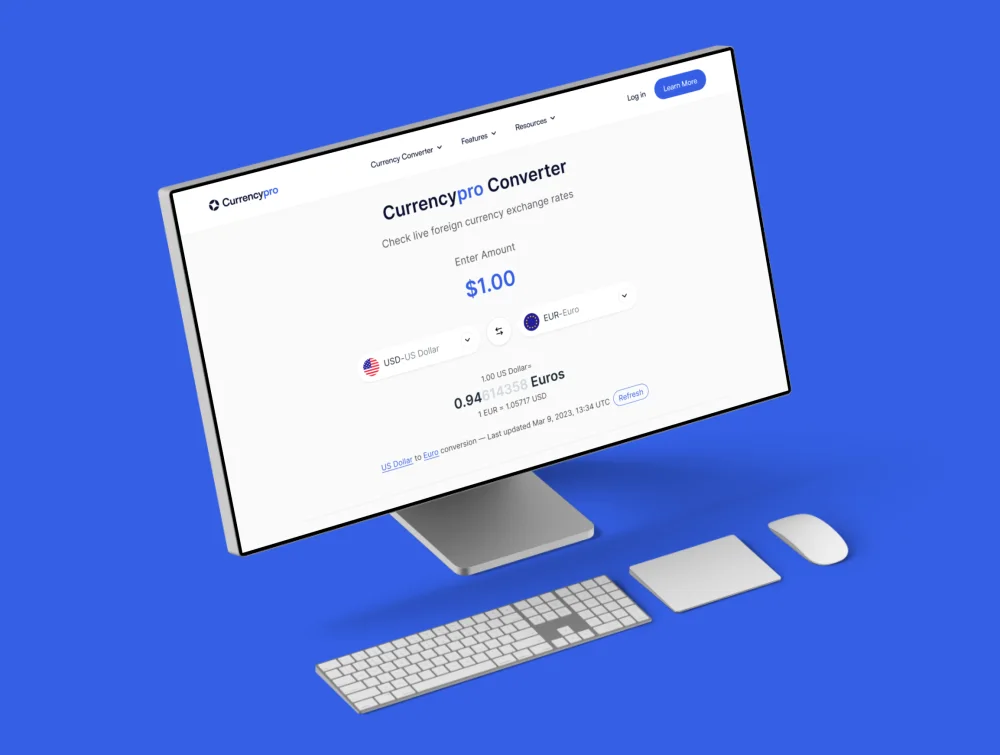 Currencypro
Currency Converter
Features
Resources
Log in
Learn More
Currencypro Converter
Check live foreign currency exchange rates
Enter Amount
$1.00
USD-US Dollar
EUR-Euro
1.00 US Dollar=
0.94614358 Euros
1 EUR = 1.05717 USD
US Dollar to Euro conversion — Last updated Mar 9, 2023, 13:34 UTC
Refresh